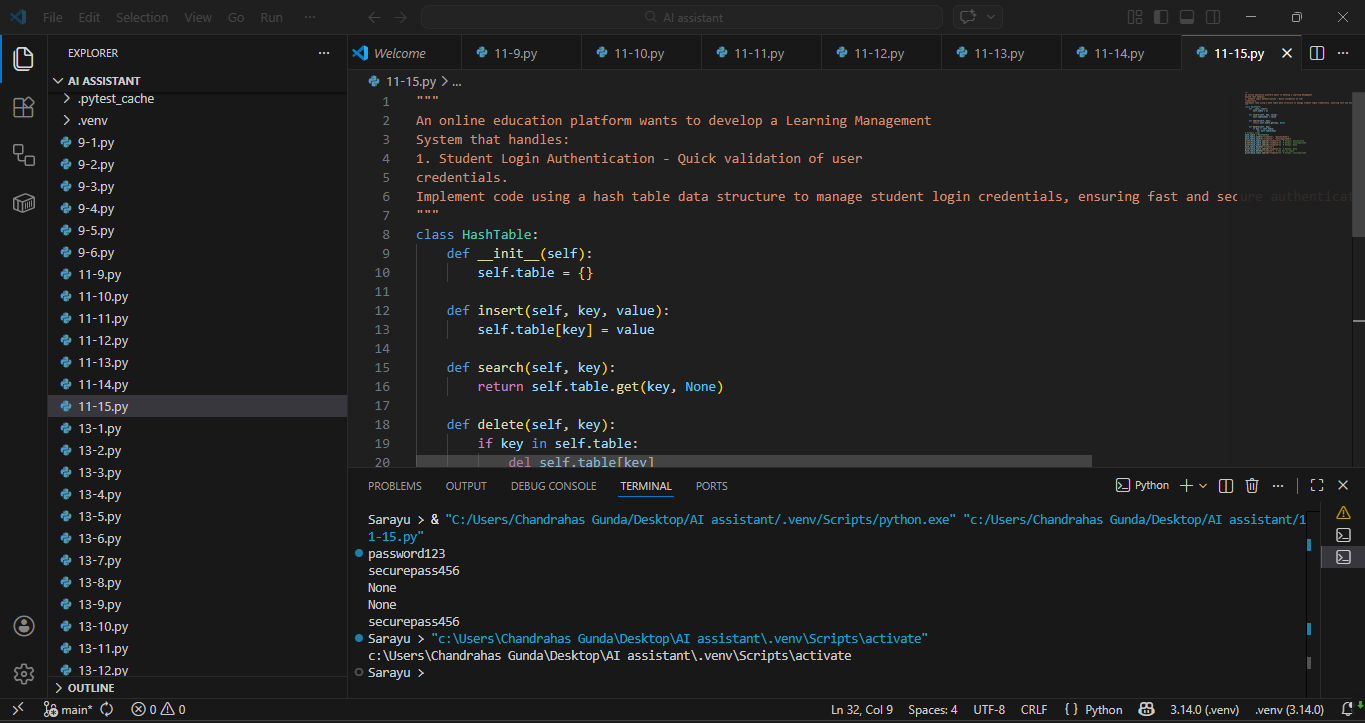 File Edit Selection View Go Run ··· AI assistant
EXPLORER ···
AI ASSISTANT
.pytest_cache
.venv
9-1.py
9-2.py
9-3.py
9-4.py
9-5.py
9-6.py
11-9.py
11-10.py
11-11.py
11-12.py
11-13.py
11-14.py
11-15.py
13-1.py
13-2.py
13-3.py
13-4.py
13-5.py
13-6.py
13-7.py
13-8.py
13-9.py
13-10.py
13-11.py
13-12.py
OUTLINE
Welcome 11-9.py 11-10.py 11-11.py 11-12.py 11-13.py 11-14.py 11-15.py ···
11-15.py > ...
1 """
2 An online education platform wants to develop a Learning Management
3 System that handles:
4 1. Student Login Authentication - Quick validation of user
5 credentials.
6 Implement code using a hash table data structure to manage student login credentials, ensuring fast and secure authenticat
7 """
8 class HashTable:
9 def __init__(self):
10 self.table = {}
11
12 def insert(self, key, value):
13 self.table[key] = value
14
15 def search(self, key):
16 return self.table.get(key, None)
17
18 def delete(self, key):
19 if key in self.table:
20 del self.table[key]
PROBLEMS OUTPUT DEBUG CONSOLE TERMINAL PORTS Python ···
Sarayu > & "C:/Users/Chandrahas Gunda/Desktop/AI assistant/.venv/Scripts/python.exe" "c:/Users/Chandrahas Gunda/Desktop/AI assistant/1
1-15.py"
password123
securepass456
None
None
securepass456
Sarayu > "c:\Users\Chandrahas Gunda\Desktop\AI assistant\.venv\Scripts\activate"
c:\Users\Chandrahas Gunda\Desktop\AI assistant\.venv\Scripts\activate
Sarayu >
main* 0 0 Ln 32, Col 9 Spaces: 4 UTF-8 CRLF { } Python 3.14.0 (.venv) .venv (3.14.0)